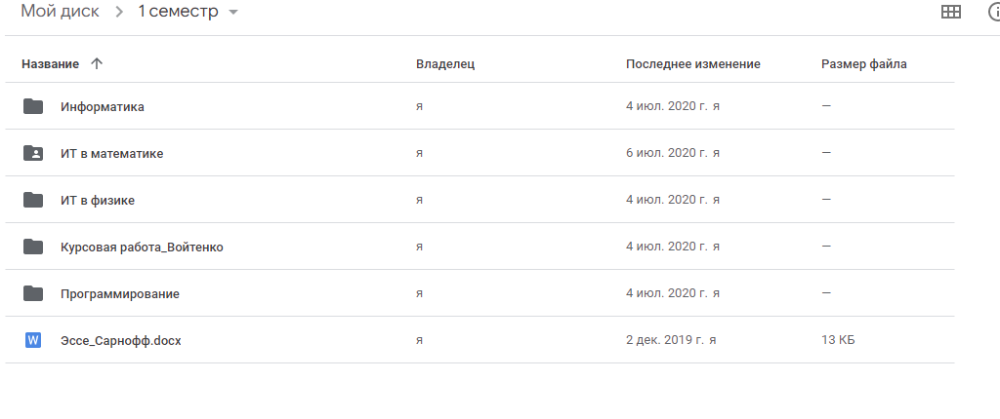 Мой диск > 1 семестр
Название ↑ Владелец Последнее изменение Размер файла
Информатика я 4 июл. 2020 г. я —
ИТ в математике я 6 июл. 2020 г. я —
ИТ в физике я 4 июл. 2020 г. я —
Курсовая работа_Войтенко я 4 июл. 2020 г. я —
Программирование я 4 июл. 2020 г. я —
W Эссе_Сарнофф.docx я 2 дек. 2019 г. я 13 КБ